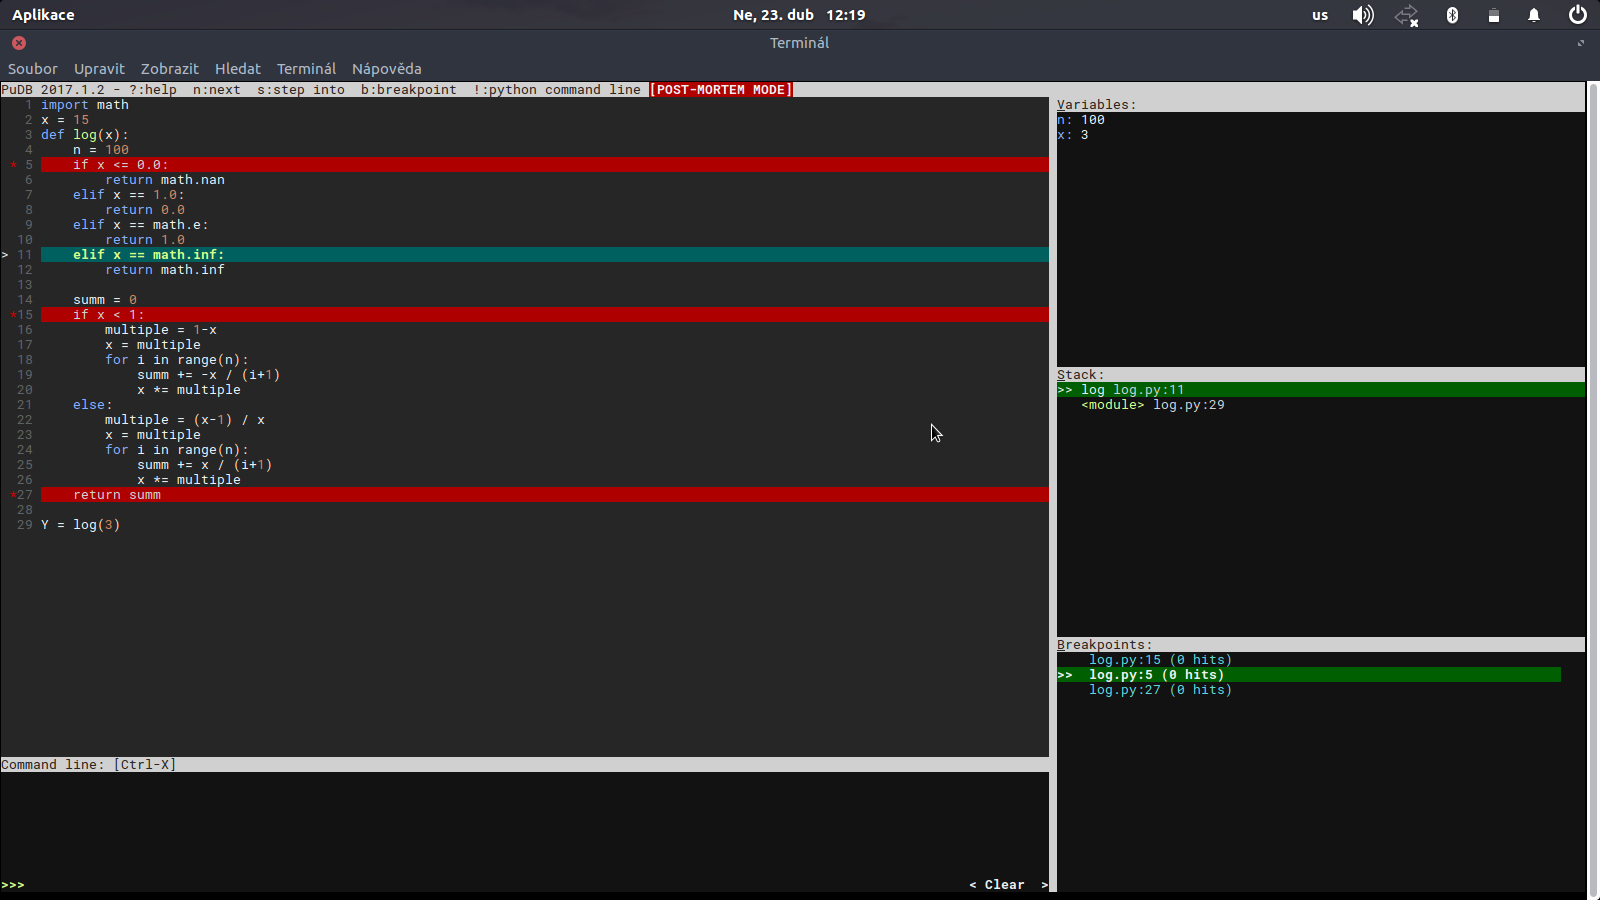 Aplikace
Ne, 23. dub 12:19
us
Terminál
Soubor Upravit Zobrazit Hledat Terminál Nápověda
PuDB 2017.1.2 - ?:help n:next s:step into b:breakpoint !:python command line [POST-MORTEM MODE]
1 import math
2 x = 15
3 def log(x):
4     n = 100
* 5     if x <= 0.0:
6         return math.nan
7     elif x == 1.0:
8         return 0.0
9     elif x == math.e:
10         return 1.0
> 11     elif x == math.inf:
12         return math.inf
13
14     summ = 0
*15     if x < 1:
16         multiple = 1-x
17         x = multiple
18         for i in range(n):
19             summ += -x / (i+1)
20             x *= multiple
21     else:
22         multiple = (x-1) / x
23         x = multiple
24         for i in range(n):
25             summ += x / (i+1)
26             x *= multiple
*27     return summ
28
29 Y = log(3)
Command line: [Ctrl-X]
>>>
< Clear >
Variables:
n: 100
x: 3
Stack:
>> log log.py:11
<module> log.py:29
Breakpoints:
log.py:15 (0 hits)
>> log.py:5 (0 hits)
log.py:27 (0 hits)